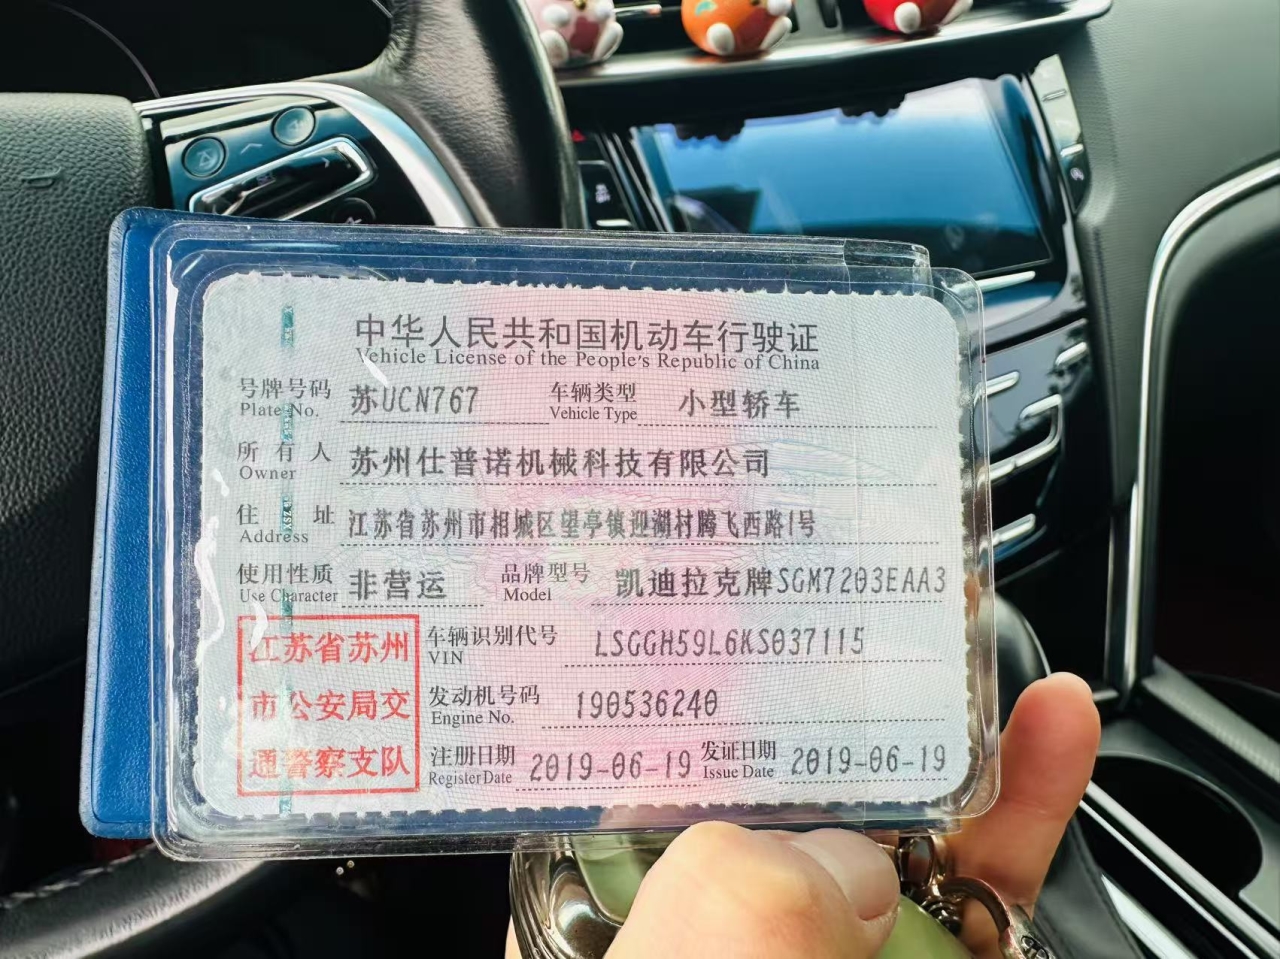 中华人民共和国机动车行驶证
Vehicle License of the People's Republic of China
号牌号码 苏UCN767 车辆类型 小型轿车
Plate No. Vehicle Type
所有人 苏州仕普诺机械科技有限公司
Owner
住址 江苏省苏州市相城区望亭镇迎湖村腾飞西路1号
Address
使用性质 非营运 品牌型号 凯迪拉克牌SGM7203EAA3
Use Character Model
车辆识别代号 LSGGH59L6KS037115
VIN
发动机号码 190536240
Engine No.
注册日期 2019-06-19 发证日期 2019-06-19
Register Date Issue Date
江苏省苏州
市公安局交
通警察支队